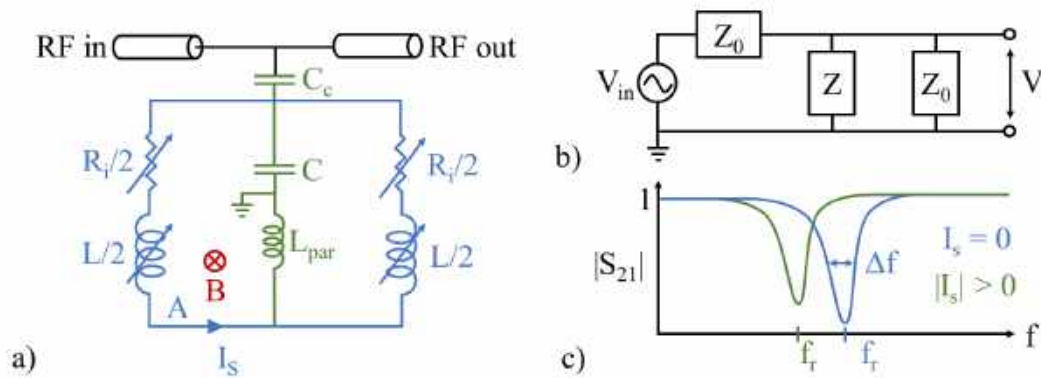 RF in
RF out
C_c
R_i/2
C
R_i/2
L/2
L_par
L/2
B
A
I_S
a)
Z_0
V_in
Z
Z_0
V
b)
1
|S_21|
I_s = 0
Δf
|I_s| > 0
f_r
f_r
f
c)